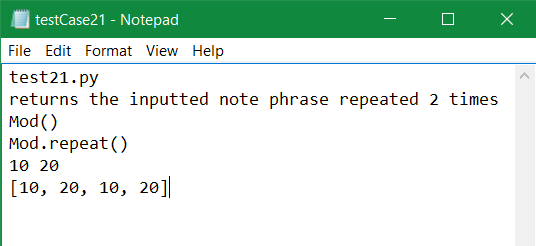 testCase21 - Notepad
File Edit Format View Help
test21.py
returns the inputted note phrase repeated 2 times
Mod()
Mod.repeat()
10 20
[10, 20, 10, 20]